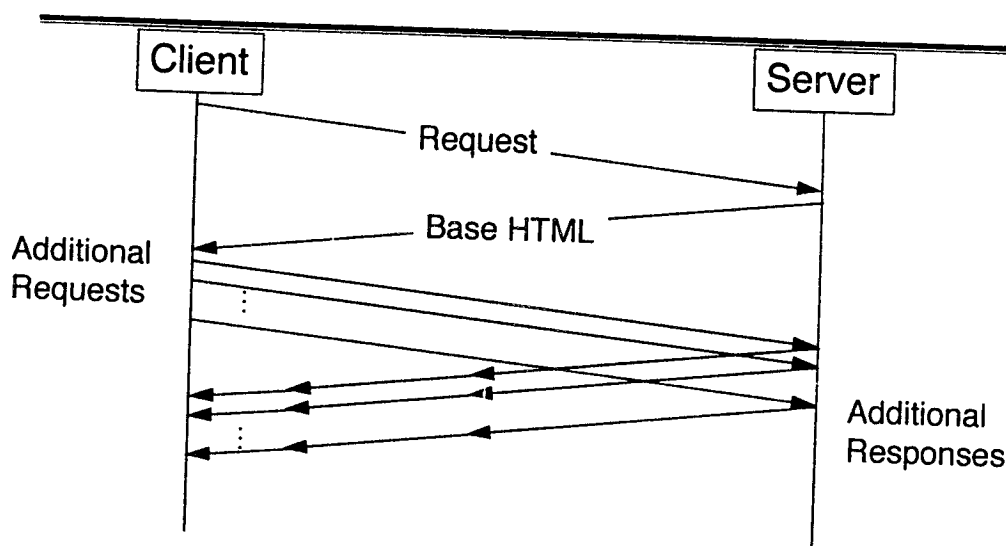 Client
Server
Request
Base HTML
Additional
Requests
Additional
Responses